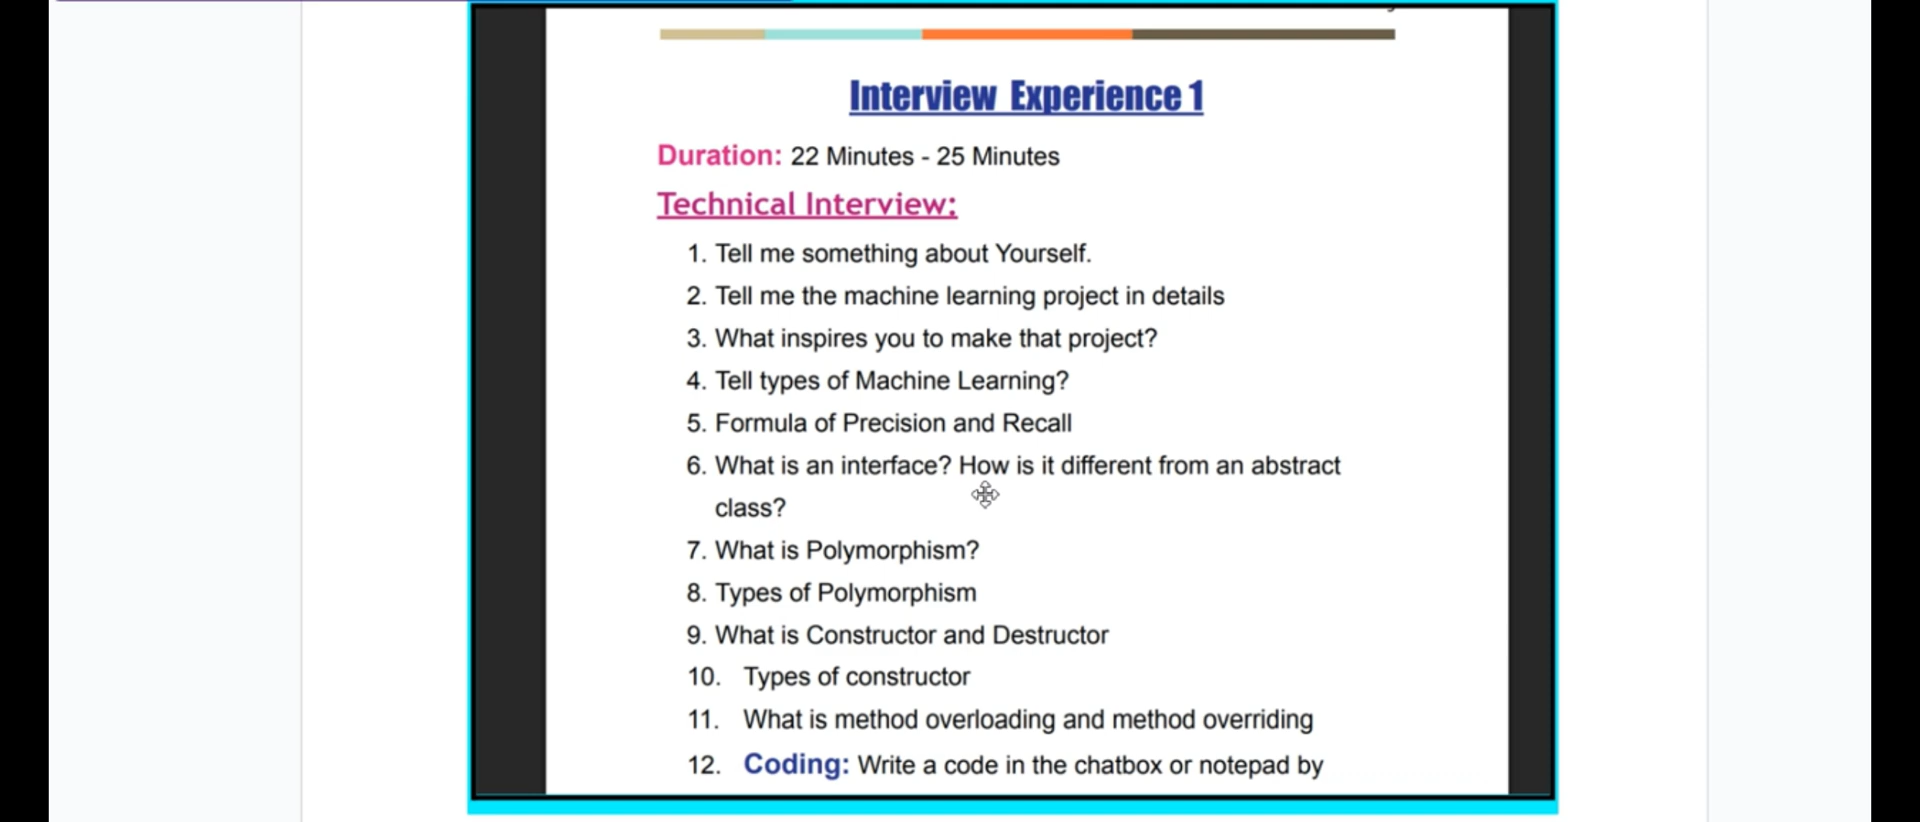 Interview Experience 1
Duration: 22 Minutes - 25 Minutes
Technical Interview:
1. Tell me something about Yourself.
2. Tell me the machine learning project in details
3. What inspires you to make that project?
4. Tell types of Machine Learning?
5. Formula of Precision and Recall
6. What is an interface? How is it different from an abstract
class?
7. What is Polymorphism?
8. Types of Polymorphism
9. What is Constructor and Destructor
10. Types of constructor
11. What is method overloading and method overriding
12. Coding: Write a code in the chatbox or notepad by